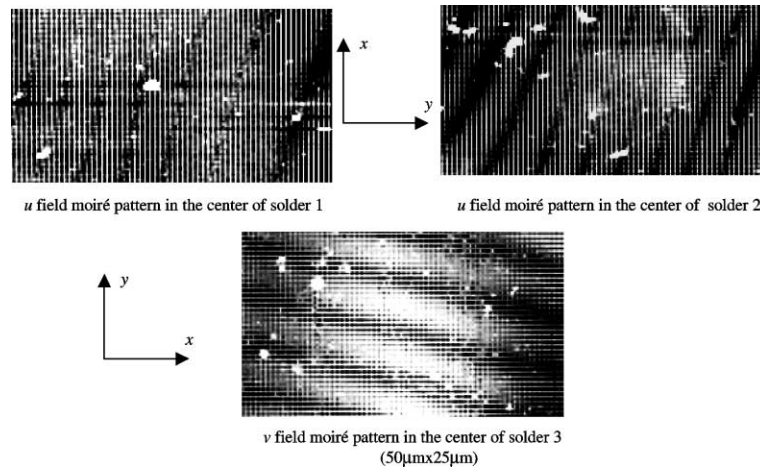 x
y
u field moiré pattern in the center of solder 1
u field moiré pattern in the center of solder 2
y
x
v field moiré pattern in the center of solder 3
(50μmx25μm)